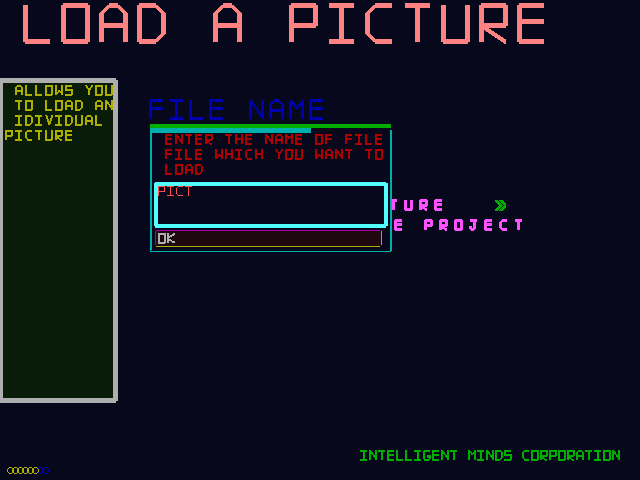 LOAD A PICTURE
ALLOWS YOU
TO LOAD AN
IDIVIDUAL
PICTURE
FILE NAME
ENTER THE NAME OF FILE
FILE WHICH YOU WANT TO
LOAD
PICT
TURE »
E PROJECT
OK
INTELLIGENT MINDS CORPORATION